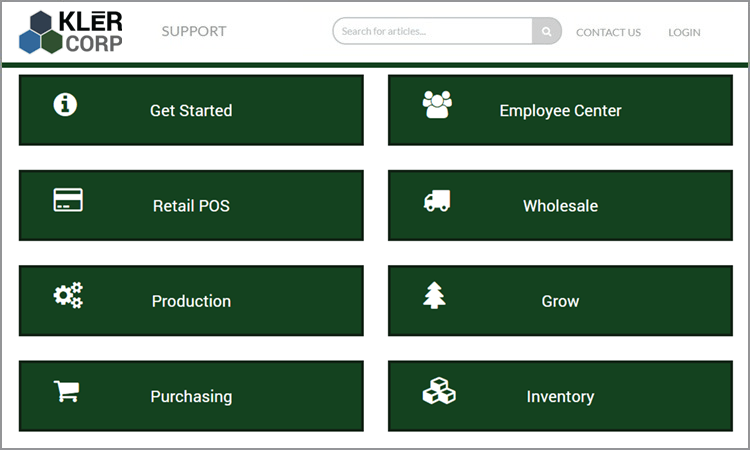 KLĒR
CORP
SUPPORT
Search for articles...
CONTACT US
LOGIN
Get Started
Employee Center
Retail POS
Wholesale
Production
Grow
Purchasing
Inventory